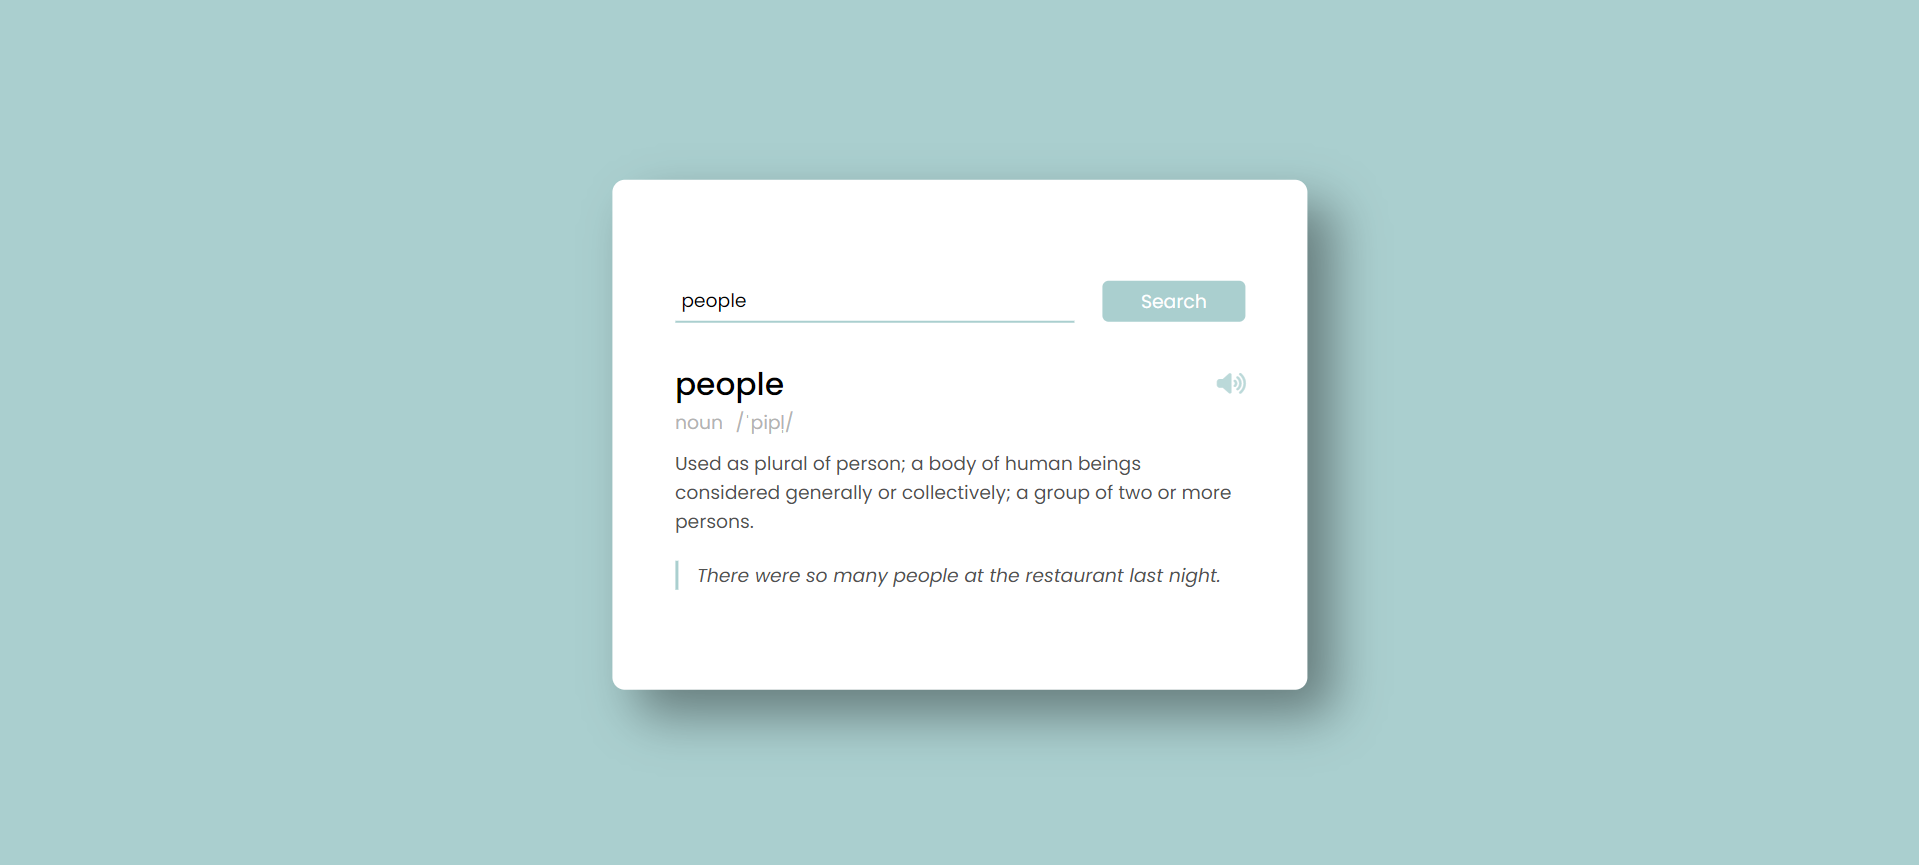 people
Search
people
noun /ˈpipl̩/
Used as plural of person; a body of human beings
considered generally or collectively; a group of two or more
persons.
There were so many people at the restaurant last night.